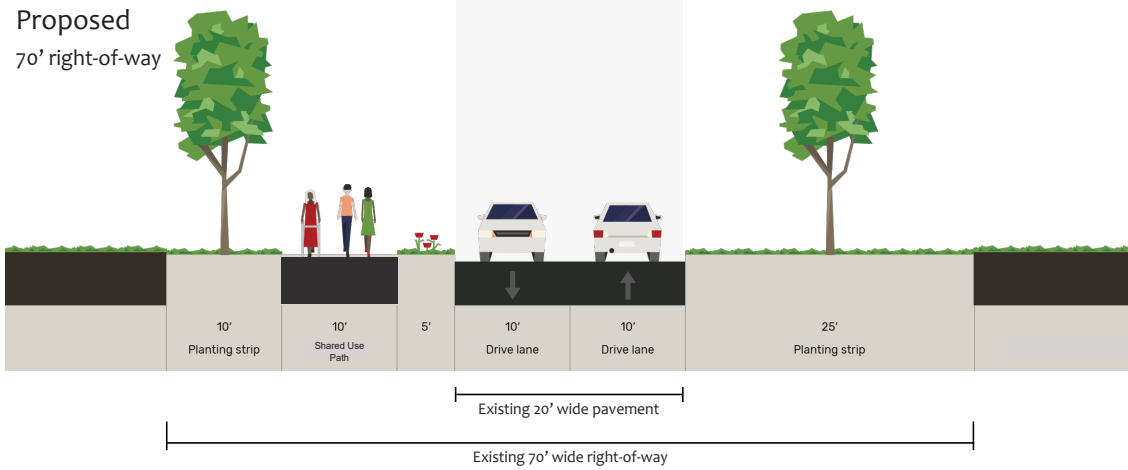 Proposed
70’ right-of-way
10’
10’
5’
10’
10’
25’
Planting strip
Shared Use
Path
Drive lane
Drive lane
Planting strip
Existing 20’ wide pavement
Existing 70’ wide right-of-way